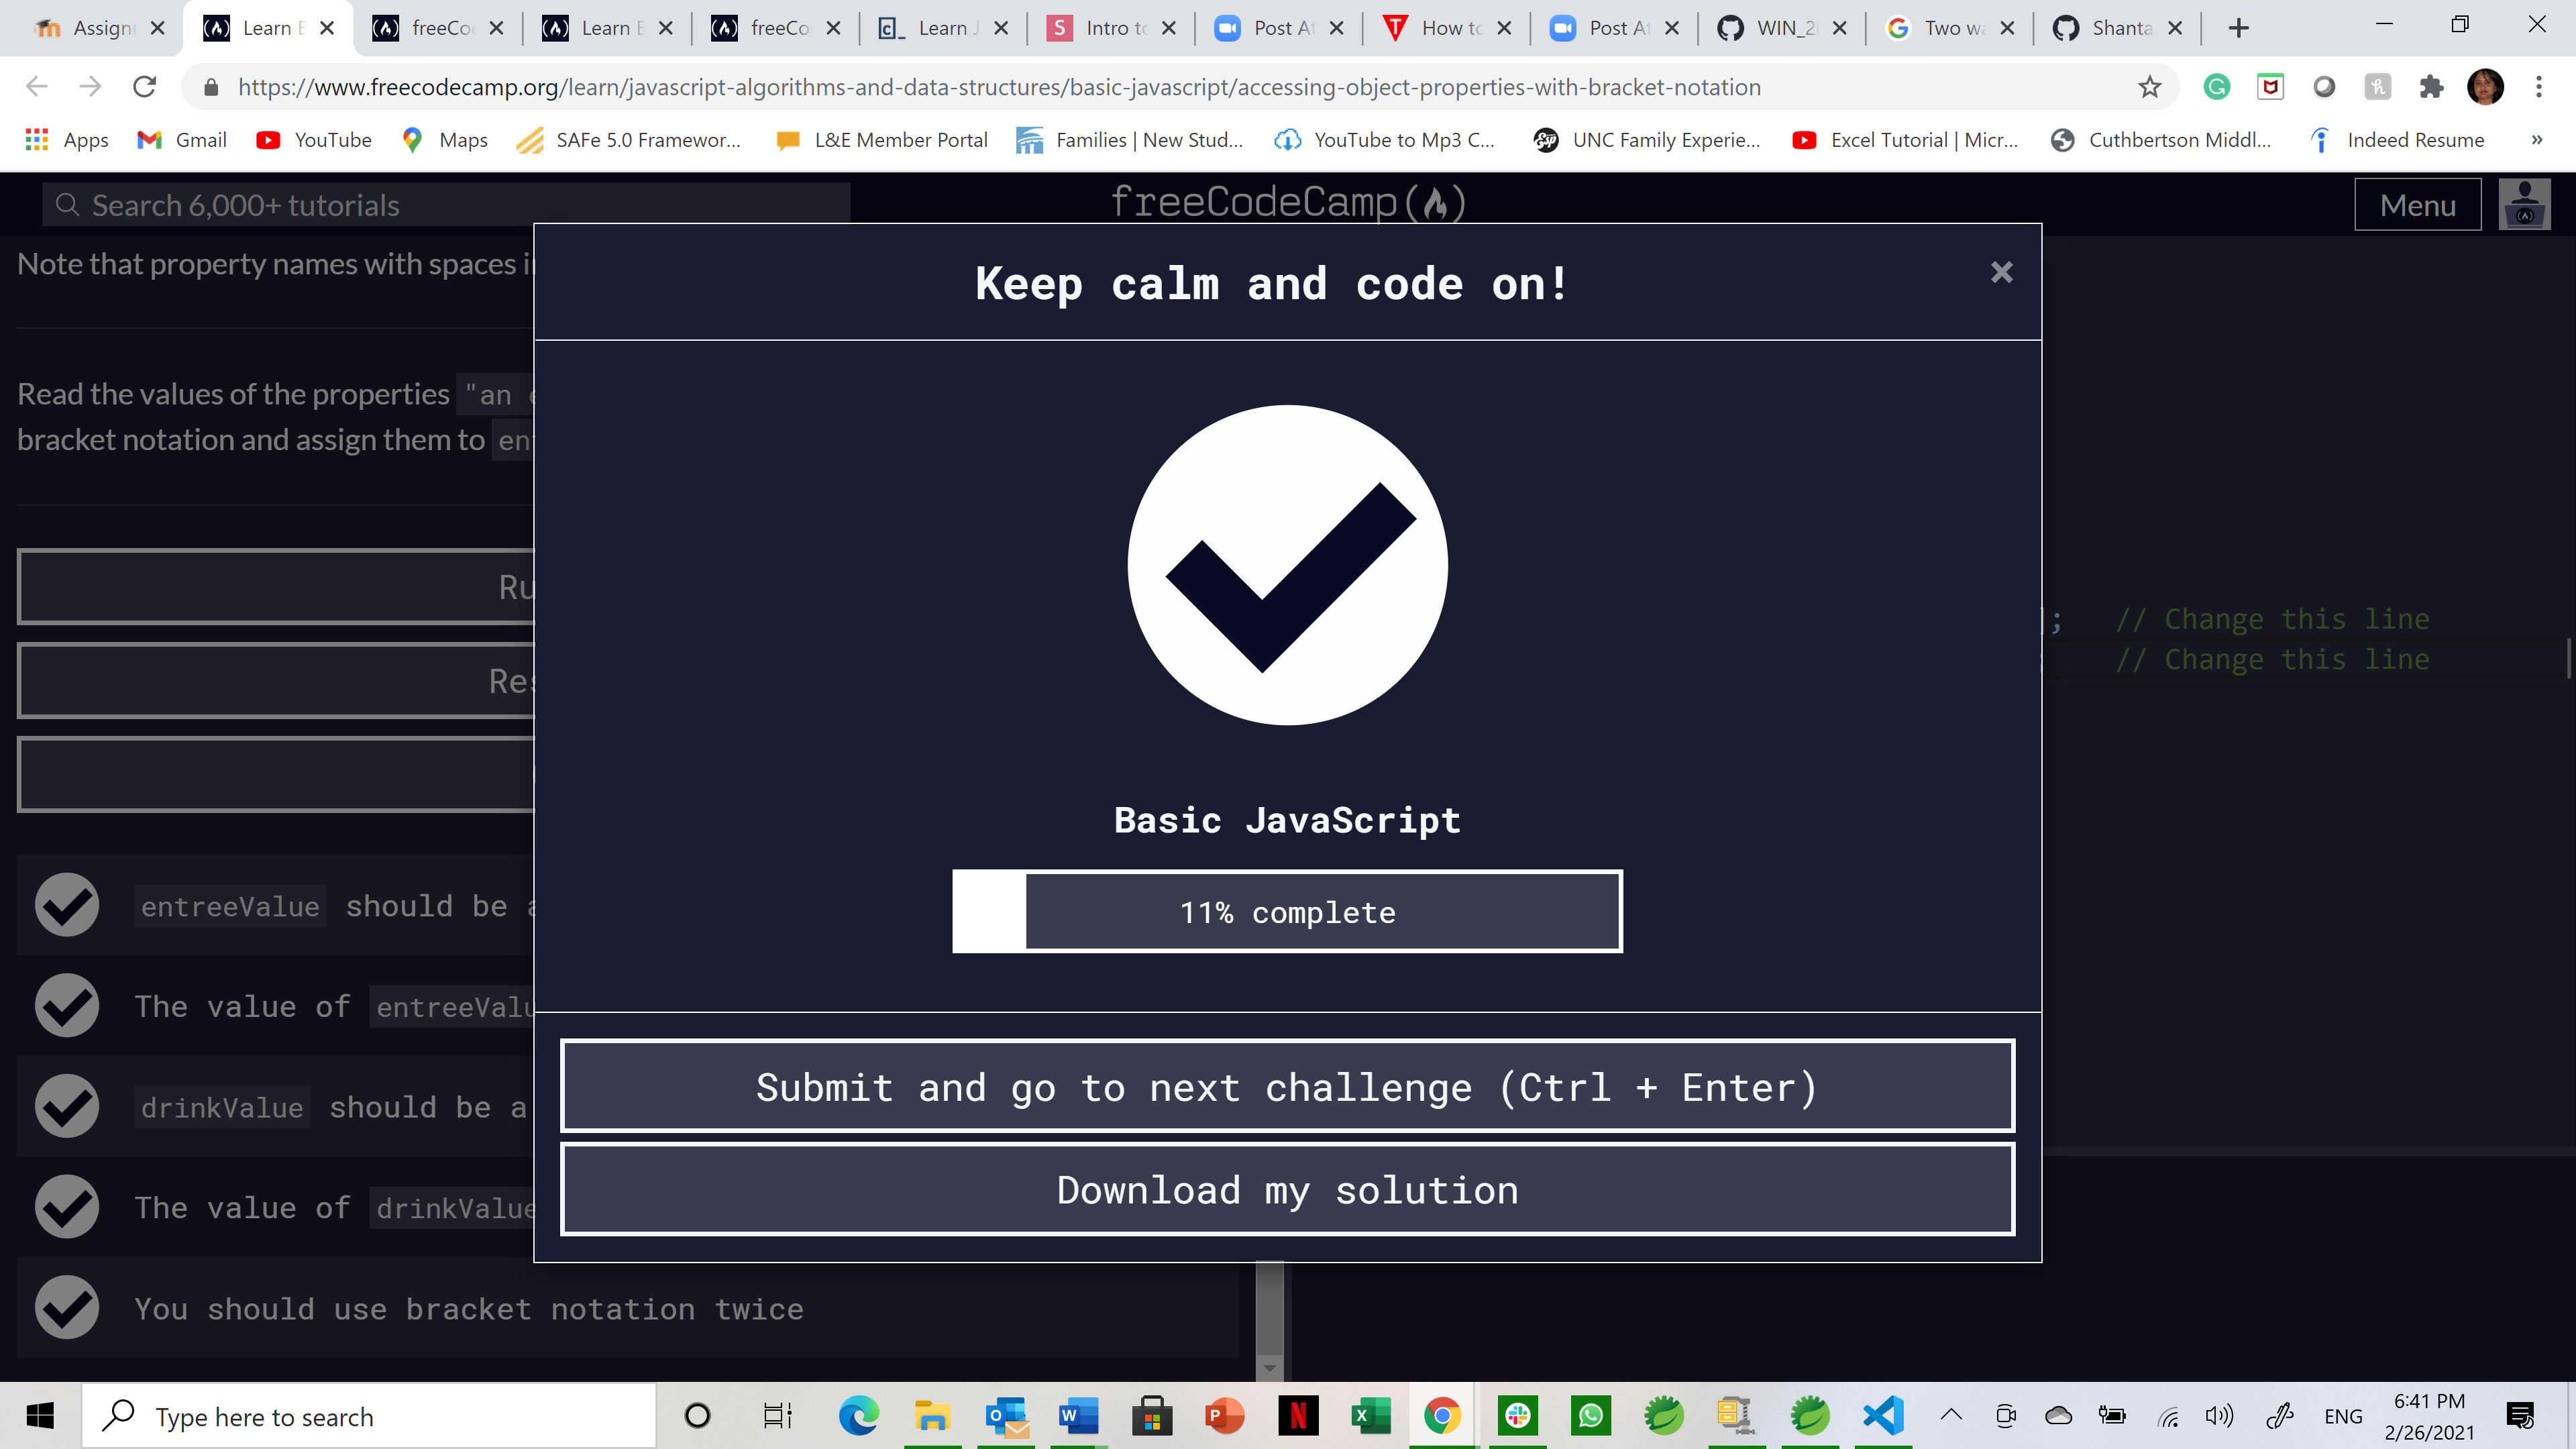 Assign
Learn
freeCo
Learn
freeCo
Learn J
Intro to
Post A
How to
Post A
WIN_2
Two wa
Shanta
https://www.freecodecamp.org/learn/javascript-algorithms-and-data-structures/basic-javascript/accessing-object-properties-with-bracket-notation
Apps
Gmail
YouTube
Maps
SAFe 5.0 Framewor...
L&E Member Portal
Families | New Stud...
YouTube to Mp3 C...
UNC Family Experie...
Excel Tutorial | Micr...
Cuthbertson Middl...
Indeed Resume
»
Search 6,000+ tutorials
freeCodeCamp
Menu
Note that property names with spaces i
Keep calm and code on!
Read the values of the properties "an
bracket notation and assign them to en
Ru
Res
]; // Change this line
// Change this line
Basic JavaScript
11% complete
entreeValue should be a
The value of entreeValu
drinkValue should be a
The value of drinkValue
You should use bracket notation twice
Submit and go to next challenge (Ctrl + Enter)
Download my solution
Type here to search
ENG
6:41 PM
2/26/2021